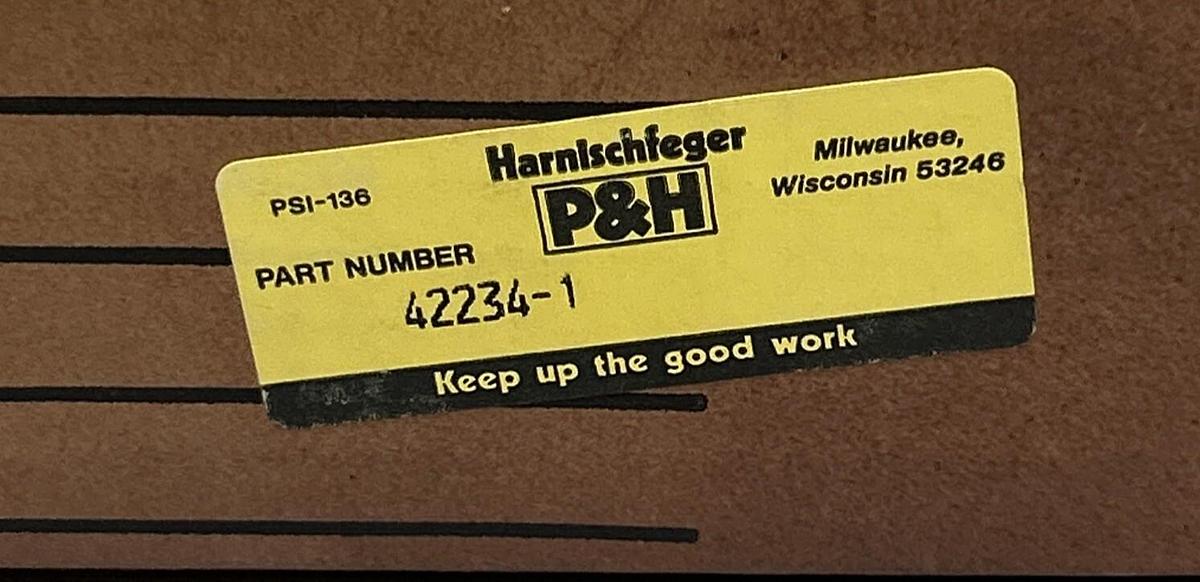 Harnischfeger
P&H
Milwaukee,
Wisconsin 53246
PSI-136
PART NUMBER
42234-1
Keep up the good work